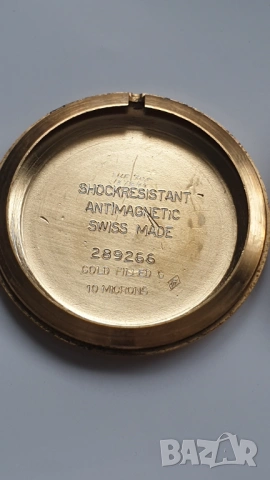 SHOCKRESISTANT
ANTIMAGNETIC
SWISS MADE
289266
GOLD FILLED G
10 MICRONS
BAZAR